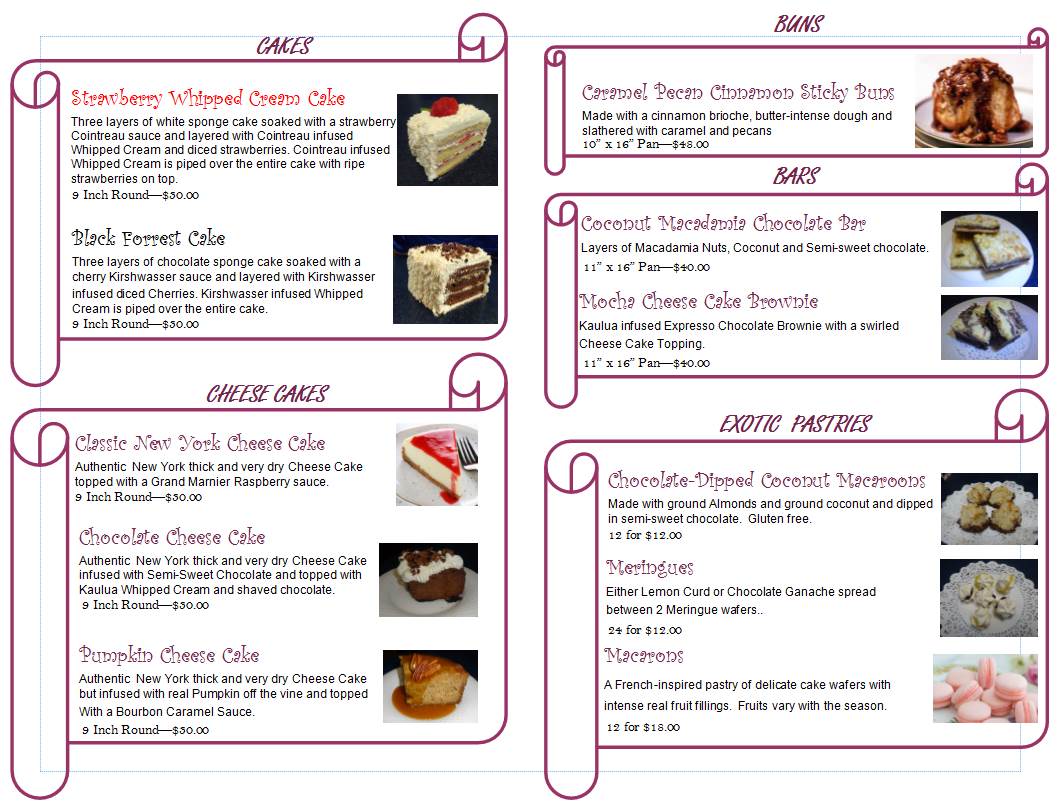 CAKES
Strawberry Whipped Cream Cake
Three layers of white sponge cake soaked with a strawberry
Cointreau sauce and layered with Cointreau infused
Whipped Cream and diced strawberries. Cointreau infused
Whipped Cream is piped over the entire cake with ripe
strawberries on top.
9 Inch Round—$50.00
Black Forrest Cake
Three layers of chocolate sponge cake soaked with a
cherry Kirshwasser sauce and layered with Kirshwasser
infused diced Cherries. Kirshwasser infused Whipped
Cream is piped over the entire cake.
9 Inch Round—$50.00
CHEESE CAKES
Classic New York Cheese Cake
Authentic New York thick and very dry Cheese Cake
topped with a Grand Marnier Raspberry sauce.
9 Inch Round—$50.00
Chocolate Cheese Cake
Authentic New York thick and very dry Cheese Cake
infused with Semi-Sweet Chocolate and topped with
Kaulua Whipped Cream and shaved chocolate.
9 Inch Round—$50.00
Pumpkin Cheese Cake
Authentic New York thick and very dry Cheese Cake
but infused with real Pumpkin off the vine and topped
With a Bourbon Caramel Sauce.
9 Inch Round—$50.00
BUNS
Caramel Pecan Cinnamon Sticky Buns
Made with a cinnamon brioche, butter-intense dough and
slathered with caramel and pecans
10” x 16” Pan—$48.00
BARS
Coconut Macadamia Chocolate Bar
Layers of Macadamia Nuts, Coconut and Semi-sweet chocolate.
11” x 16” Pan—$40.00
Mocha Cheese Cake Brownie
Kaulua infused Expresso Chocolate Brownie with a swirled
Cheese Cake Topping.
11” x 16” Pan—$40.00
EXOTIC PASTRIES
Chocolate-Dipped Coconut Macaroons
Made with ground Almonds and ground coconut and dipped
in semi-sweet chocolate. Gluten free.
12 for $12.00
Meringues
Either Lemon Curd or Chocolate Ganache spread
between 2 Meringue wafers..
24 for $12.00
Macarons
A French-inspired pastry of delicate cake wafers with
intense real fruit fillings. Fruits vary with the season.
12 for $18.00